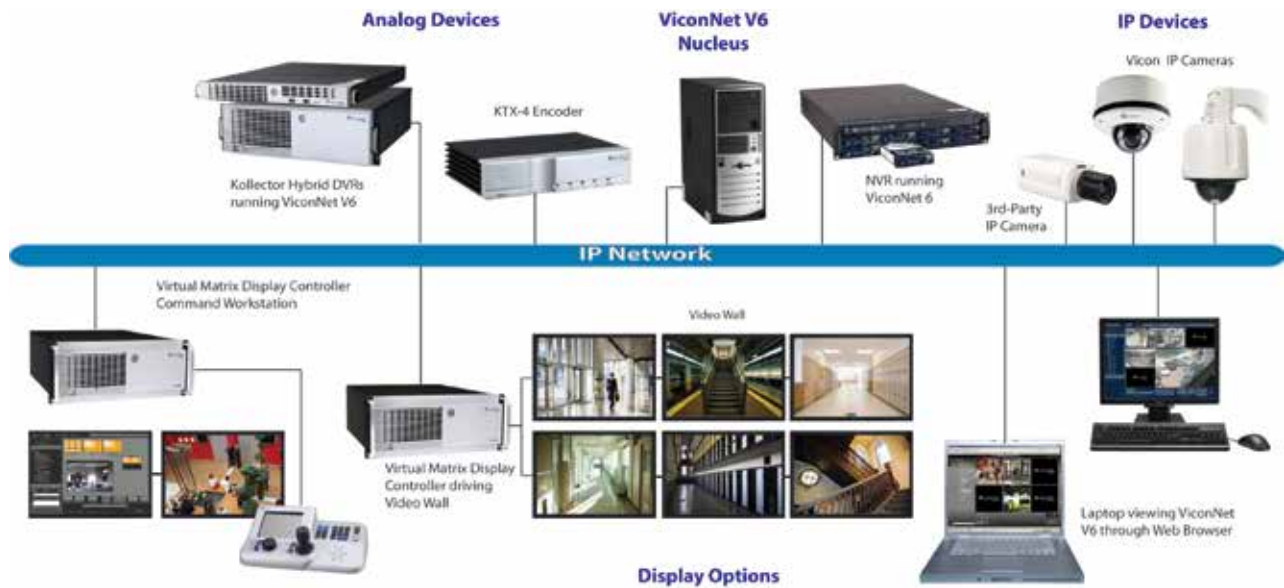 Analog Devices
ViconNet V6
Nucleus
IP Devices
Vicon IP Cameras
KTX-4 Encoder
Kollector Hybrid DVRs
running ViconNet V6
NVR running
ViconNet 6
3rd-Party
IP Camera
IP Network
Virtual Matrix Display Controller
Command Workstation
Video Wall
Virtual Matrix Display
Controller driving
Video Wall
Laptop viewing ViconNet
V6 through Web Browser
Display Options